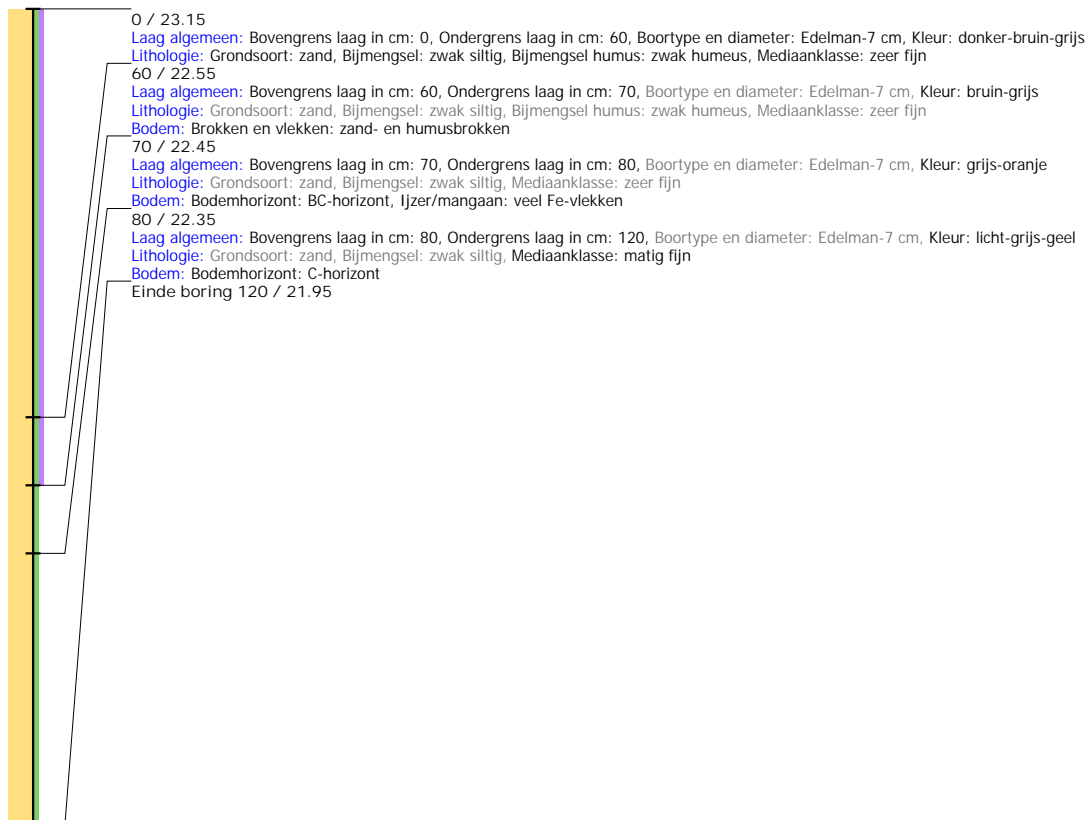 0 / 23.15
Laag algemeen: Bovengrens laag in cm: 0, Ondergrens laag in cm: 60, Boortype en diameter: Edelman-7 cm, Kleur: donker-bruin-grijs
Lithologie: Grondsoort: zand, Bijmengsel: zwak siltig, Bijmengsel humus: zwak humeus, Mediaanklasse: zeer fijn
60 / 22.55
Laag algemeen: Bovengrens laag in cm: 60, Ondergrens laag in cm: 70, Boortype en diameter: Edelman-7 cm, Kleur: bruin-grijs
Lithologie: Grondsoort: zand, Bijmengsel: zwak siltig, Bijmengsel humus: zwak humeus, Mediaanklasse: zeer fijn
Bodem: Brokken en vlekken: zand- en humusbrokken
70 / 22.45
Laag algemeen: Bovengrens laag in cm: 70, Ondergrens laag in cm: 80, Boortype en diameter: Edelman-7 cm, Kleur: grijs-oranje
Lithologie: Grondsoort: zand, Bijmengsel: zwak siltig, Mediaanklasse: zeer fijn
Bodem: Bodemhorizont: BC-horizont, Ijzer/mangaan: veel Fe-vlekken
80 / 22.35
Laag algemeen: Bovengrens laag in cm: 80, Ondergrens laag in cm: 120, Boortype en diameter: Edelman-7 cm, Kleur: licht-grijs-geel
Lithologie: Grondsoort: zand, Bijmengsel: zwak siltig, Mediaanklasse: matig fijn
Bodem: Bodemhorizont: C-horizont
Einde boring 120 / 21.95